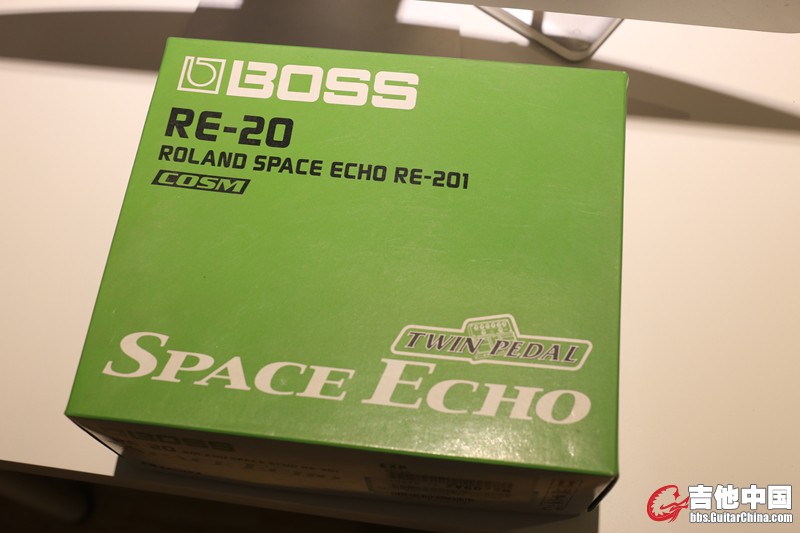 BOSS
RE-20
ROLAND SPACE ECHO RE-201
COSM
TWIN PEDAL
SPACE ECHO
BOSS
吉他中国
bbs.GuitarChina.com